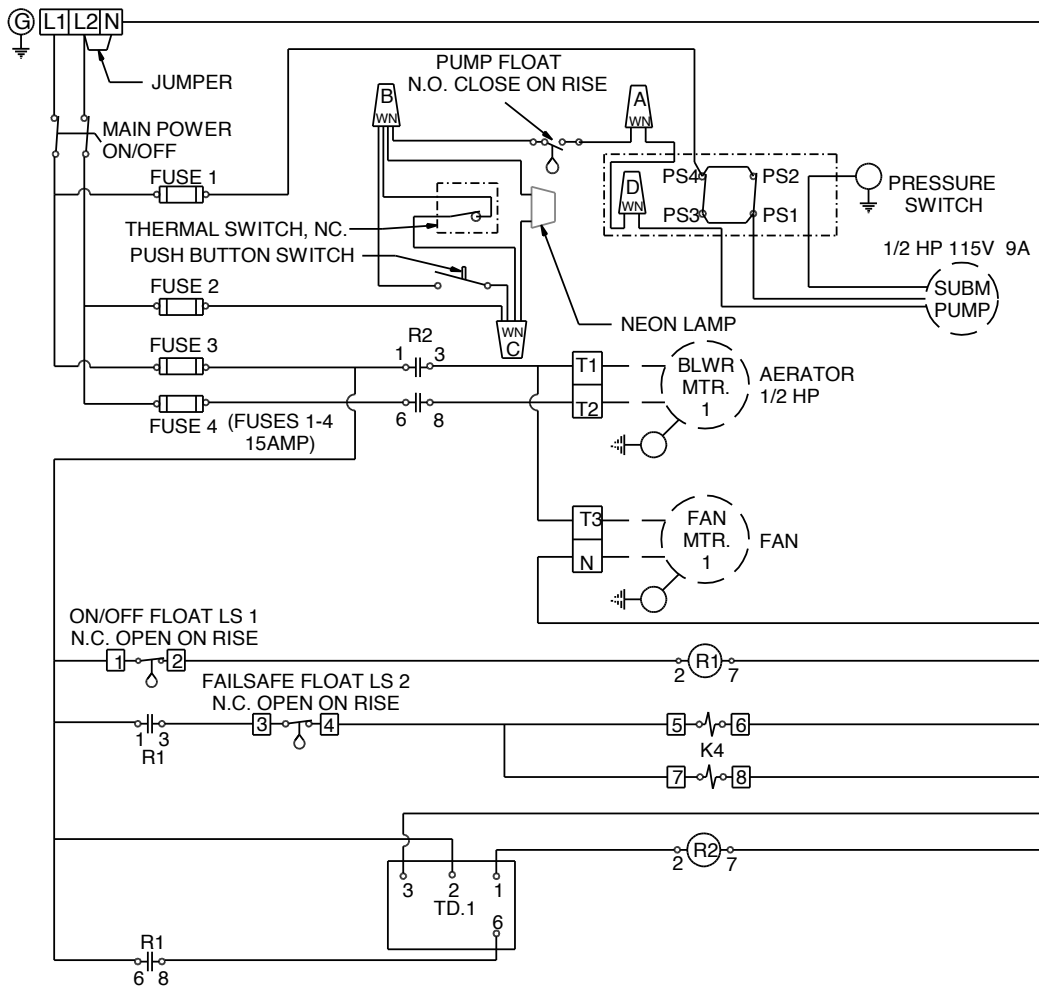 G L1 L2 N
JUMPER
MAIN POWER
ON/OFF
PUMP FLOAT
N.O. CLOSE ON RISE
B
WN
A
WN
FUSE 1
D
WN
PS4
PS2
PS3
PS1
PRESSURE
SWITCH
THERMAL SWITCH, NC.
PUSH BUTTON SWITCH
1/2 HP 115V 9A
SUBM
PUMP
FUSE 2
NEON LAMP
WN
C
FUSE 3
R2
1 3
T1
BLWR
MTR.
1
AERATOR
1/2 HP
T2
FUSE 4
(FUSES 1-4
15AMP)
6 8
T3
FAN
MTR.
1
FAN
N
ON/OFF FLOAT LS 1
N.C. OPEN ON RISE
1 2
2 R1 7
FAILSAFE FLOAT LS 2
N.C. OPEN ON RISE
1 3
R1
3 4
5 6
K4
7 8
2 R2 7
3 2 1
TD.1
6
R1
6 8